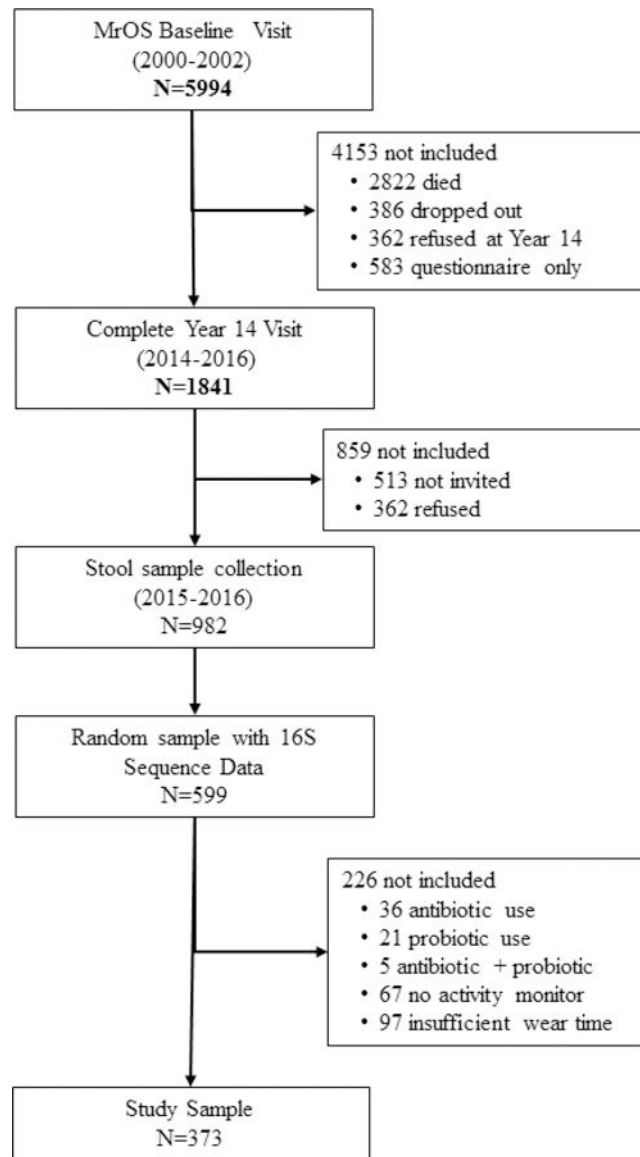 MrOS Baseline Visit
(2000-2002)
N=5994
4153 not included
• 2822 died
• 386 dropped out
• 362 refused at Year 14
• 583 questionnaire only
Complete Year 14 Visit
(2014-2016)
N=1841
859 not included
• 513 not invited
• 362 refused
Stool sample collection
(2015-2016)
N=982
Random sample with 16S
Sequence Data
N=599
226 not included
• 36 antibiotic use
• 21 probiotic use
• 5 antibiotic + probiotic
• 67 no activity monitor
• 97 insufficient wear time
Study Sample
N=373